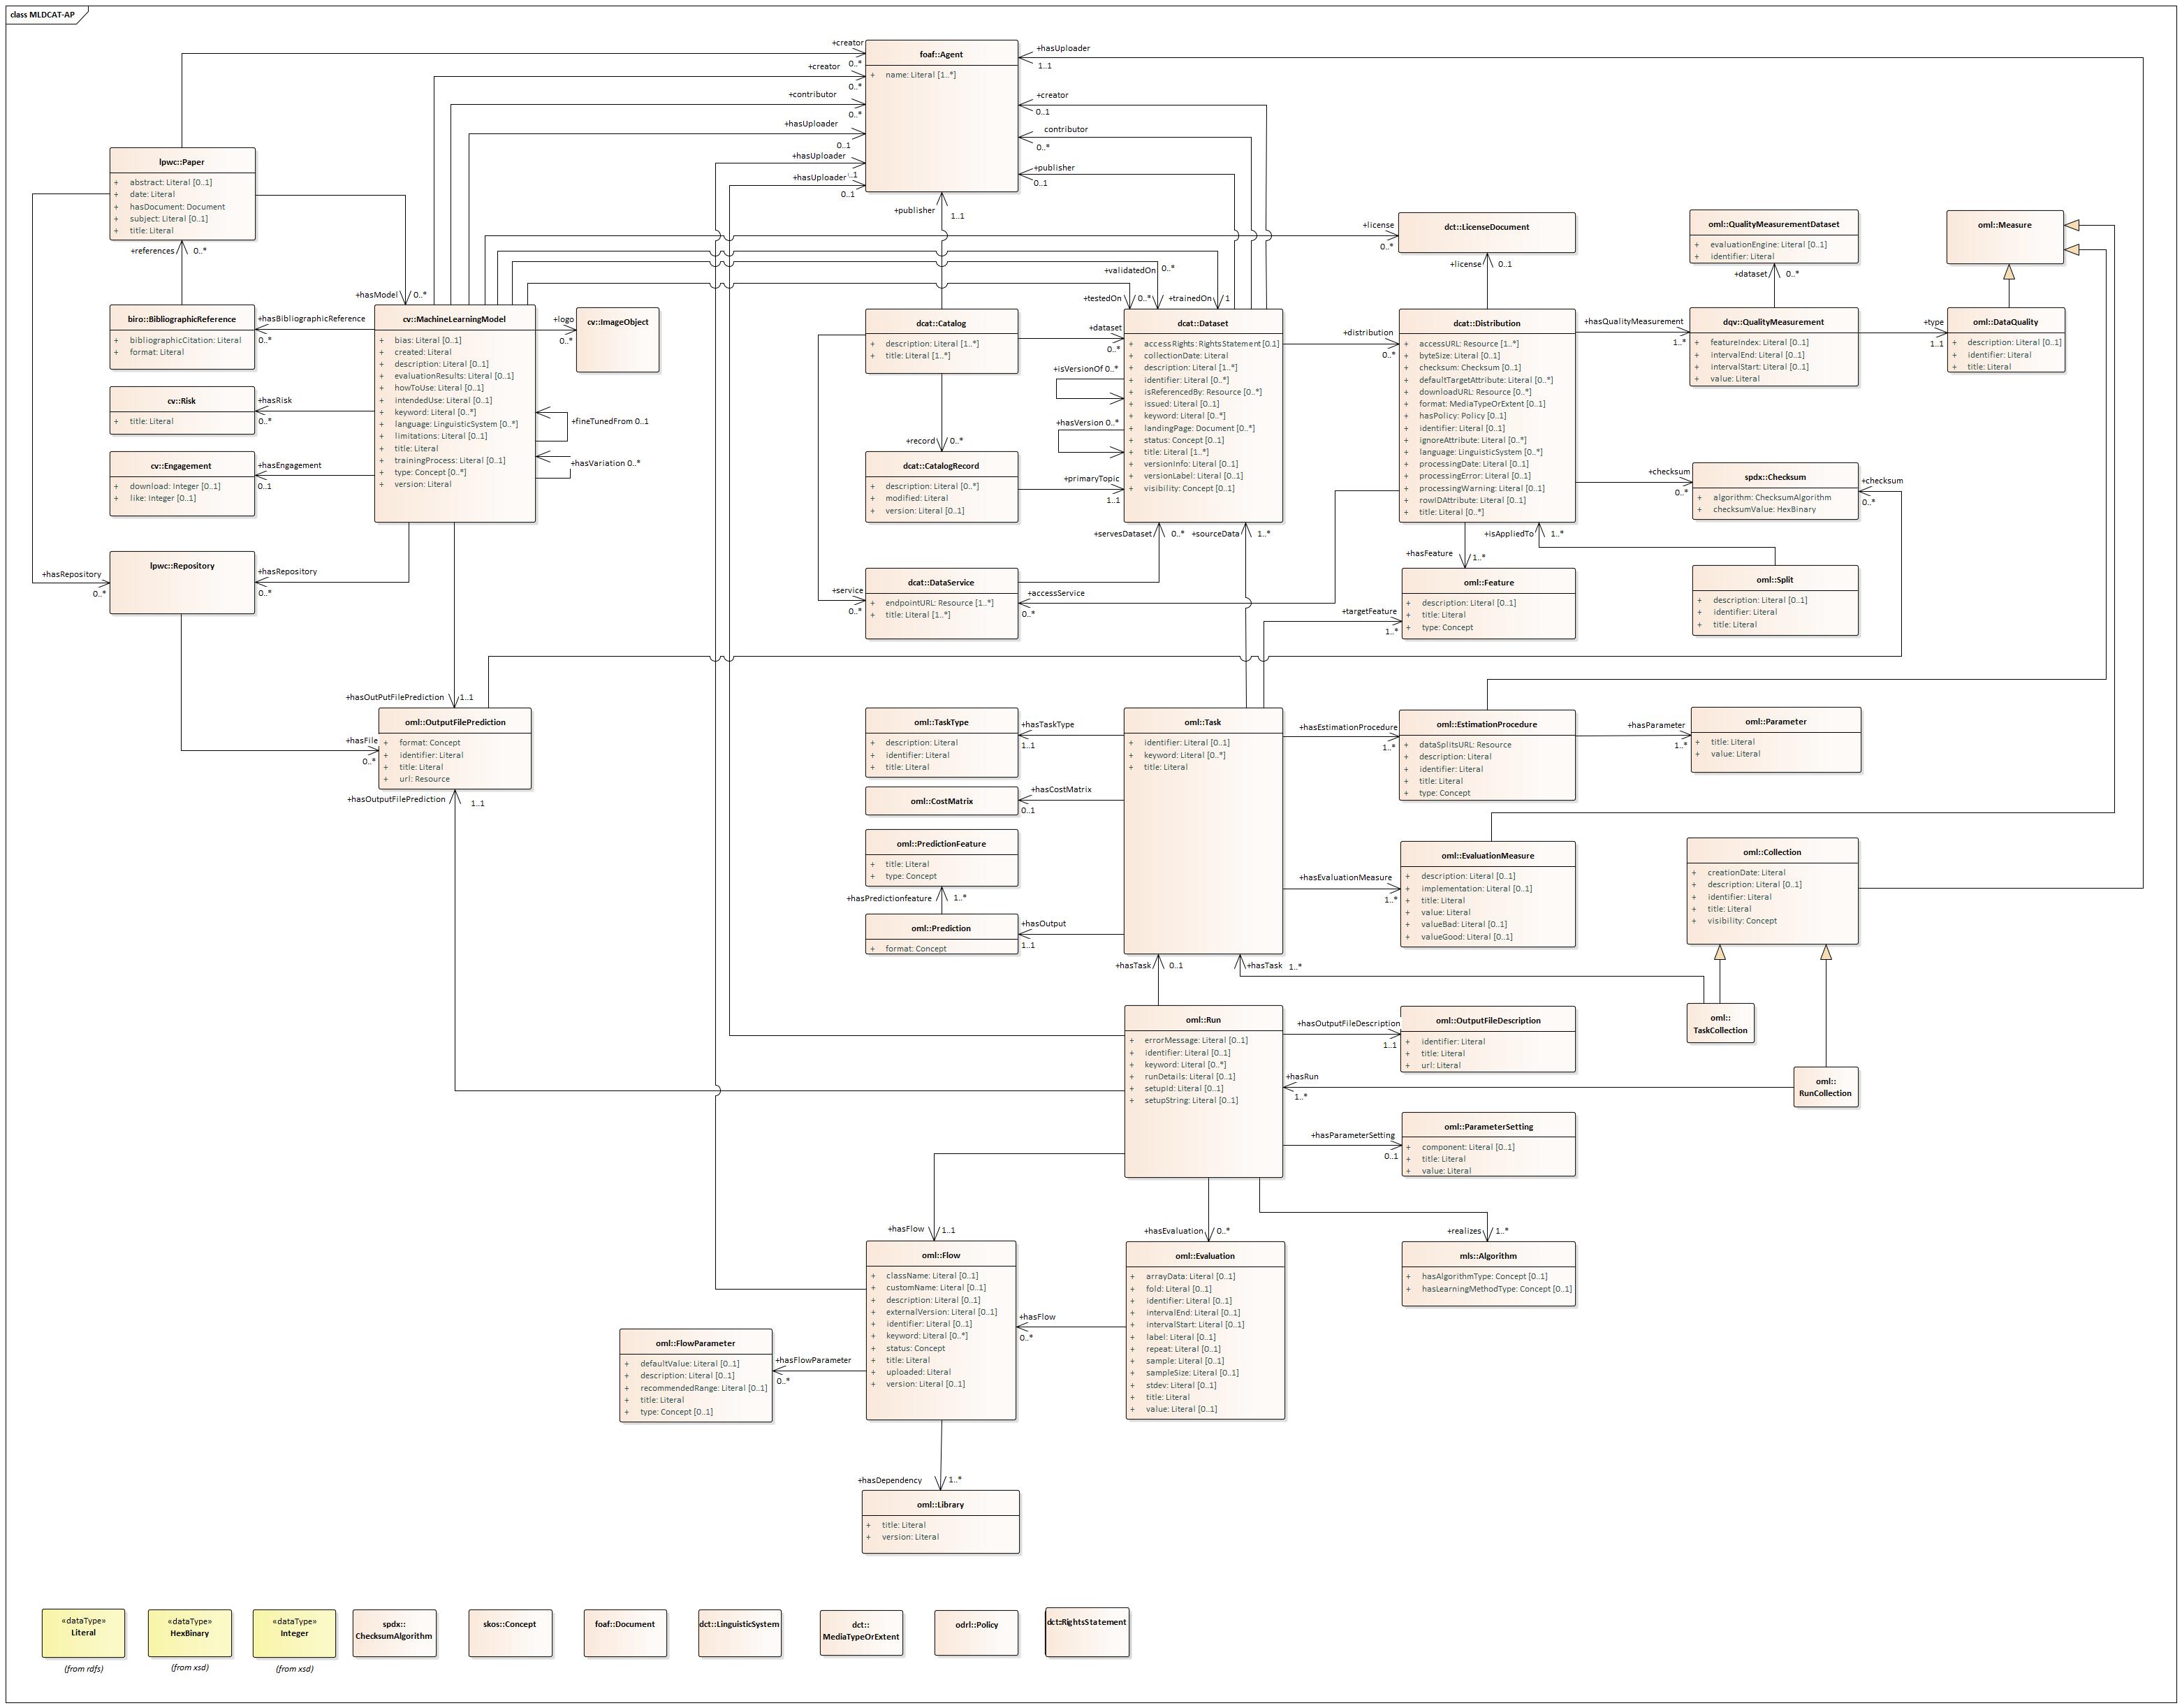 class MLDCAT-AP
+creator
0..*
+creator
0..*
+contributor
0..*
+hasUploader
0..1
+hasUploader
+hasUploader
0..1
foaf::Agent
+ name: Literal [1..*]
+hasUploader
1..1
+creator
0..1
contributor
0..*
+publisher
0..1
+publisher
1..1
lpwc::Paper
+ abstract: Literal [0..1]
+ date: Literal
+ hasDocument: Document
+ subject: Literal [0..1]
+ title: Literal
+references
0..*
+hasModel
0..*
+license
0..*
dct::LicenseDocument
+license
0..1
oml::QualityMeasurementDataset
+ evaluationEngine: Literal [0..1]
+ identifier: Literal
+dataset
0..*
oml::Measure
+validatedOn
0..*
+testedOn
0..*
+trainedOn
1
biro::BibliographicReference
+ bibliographicCitation: Literal
+ format: Literal
+hasBibliographicReference
0..*
cv::MachineLearningModel
+ bias: Literal [0..1]
+ created: Literal
+ description: Literal [0..1]
+ evaluationResults: Literal [0..1]
+ howToUse: Literal [0..1]
+ intendedUse: Literal [0..1]
+ keyword: Literal [0..*]
+ language: LinguisticSystem [0..*]
+ limitations: Literal [0..1]
+ title: Literal
+ trainingProcess: Literal [0..1]
+ type: Concept [0..*]
+ version: Literal
+logo
0..*
cv::ImageObject
+fineTunedFrom 0..1
+hasVariation 0..*
cv::Risk
+ title: Literal
+hasRisk
0..*
cv::Engagement
+ download: Integer [0..1]
+ like: Integer [0..1]
+hasEngagement
0..1
lpwc::Repository
+hasRepository
0..*
+hasRepository
0..*
dcat::Catalog
+ description: Literal [1..*]
+ title: Literal [1..*]
+dataset
0..*
+record
0..*
dcat::CatalogRecord
+ description: Literal [0..*]
+ modified: Literal
+ version: Literal [0..1]
+primaryTopic
1..1
dcat::Dataset
+ accessRights: RightsStatement [0.1]
+ collectionDate: Literal
+ description: Literal [1..*]
+ identifier: Literal [0..*]
+ isReferencedBy: Resource [0..*]
+ issued: Literal [0..1]
+ keyword: Literal [0..*]
+ landingPage: Document [0..*]
+ status: Concept [0..1]
+ title: Literal [1..*]
+ versionInfo: Literal [0..1]
+ versionLabel: Literal [0..1]
+ visibility: Concept [0..1]
+isVersionOf 0..*
+hasVersion 0..*
+distribution
0..*
dcat::Distribution
+ accessURL: Resource [1..*]
+ byteSize: Literal [0..1]
+ checksum: Checksum [0..1]
+ defaultTargetAttribute: Literal [0..*]
+ downloadURL: Resource [0..*]
+ format: MediaTypeOrExtent [0..1]
+ hasPolicy: Policy [0..1]
+ identifier: Literal [0..1]
+ ignoreAttribute: Literal [0..*]
+ language: LinguisticSystem [0..*]
+ processingDate: Literal [0..1]
+ processingError: Literal [0..1]
+ processingWarning: Literal [0..1]
+ rowIDAttribute: Literal [0..1]
+ title: Literal [0..*]
+hasQualityMeasurement
1..*
dqv::QualityMeasurement
+ featureIndex: Literal [0..1]
+ intervalEnd: Literal [0..1]
+ intervalStart: Literal [0..1]
+ value: Literal
+type
1..1
oml::DataQuality
+ description: Literal [0..1]
+ identifier: Literal
+ title: Literal
+checksum
0..*
spdx::Checksum
+ algorithm: ChecksumAlgorithm
+ checksumValue: HexBinary
+checksum
0..*
+servesDataset
0..*
+sourceData
1..*
+hasFeature
1..*
+isAppliedTo
1..*
+service
0..*
dcat::DataService
+ endpointURL: Resource [1..*]
+ title: Literal [1..*]
+accessService
0..*
oml::Feature
+ description: Literal [0..1]
+ title: Literal
+ type: Concept
+targetFeature
1..*
oml::Split
+ description: Literal [0..1]
+ identifier: Literal
+ title: Literal
+hasOutPutFilePrediction
1..1
oml::OutputFilePrediction
+ format: Concept
+ identifier: Literal
+ title: Literal
+ url: Resource
+hasFile
0..*
+hasOutputFilePrediction
1..1
oml::TaskType
+ description: Literal
+ identifier: Literal
+ title: Literal
+hasTaskType
1..1
oml::CostMatrix
+hasCostMatrix
0..1
oml::PredictionFeature
+ title: Literal
+ type: Concept
+hasPredictionfeature
1..*
oml::Prediction
+ format: Concept
+hasOutput
1..1
oml::Task
+ identifier: Literal [0..1]
+ keyword: Literal [0..*]
+ title: Literal
+hasEstimationProcedure
1..*
oml::EstimationProcedure
+ dataSplitsURL: Resource
+ description: Literal
+ identifier: Literal
+ title: Literal
+ type: Concept
+hasParameter
1..*
oml::Parameter
+ title: Literal
+ value: Literal
+hasEvaluationMeasure
1..*
oml::EvaluationMeasure
+ description: Literal [0..1]
+ implementation: Literal [0..1]
+ title: Literal
+ value: Literal
+ valueBad: Literal [0..1]
+ valueGood: Literal [0..1]
oml::Collection
+ creationDate: Literal
+ description: Literal [0..1]
+ identifier: Literal
+ title: Literal
+ visibility: Concept
+hasTask
0..1
+hasTask
1..*
oml::
TaskCollection
oml::
RunCollection
oml::Run
+ errorMessage: Literal [0..1]
+ identifier: Literal [0..1]
+ keyword: Literal [0..*]
+ runDetails: Literal [0..1]
+ setupId: Literal [0..1]
+ setupString: Literal [0..1]
+hasOutputFileDescription
1..1
oml::OutputFileDescription
+ identifier: Literal
+ title: Literal
+ url: Literal
+hasRun
1..*
+hasParameterSetting
0..1
oml::ParameterSetting
+ component: Literal [0..1]
+ title: Literal
+ value: Literal
+hasFlow
1..1
+hasEvaluation
0..*
+realizes
1..*
oml::Flow
+ className: Literal [0..1]
+ customName: Literal [0..1]
+ description: Literal [0..1]
+ externalVersion: Literal [0..1]
+ identifier: Literal [0..1]
+ keyword: Literal [0..*]
+ status: Concept
+ title: Literal
+ uploaded: Literal
+ version: Literal [0..1]
+hasFlow
0..*
oml::Evaluation
+ arrayData: Literal [0..1]
+ fold: Literal [0..1]
+ identifier: Literal [0..1]
+ intervalEnd: Literal [0..1]
+ intervalStart: Literal [0..1]
+ label: Literal [0..1]
+ repeat: Literal [0..1]
+ sample: Literal [0..1]
+ sampleSize: Literal [0..1]
+ stdev: Literal [0..1]
+ title: Literal
+ value: Literal [0..1]
mls::Algorithm
+ hasAlgorithmType: Concept [0..1]
+ hasLearningMethodType: Concept [0..1]
oml::FlowParameter
+ defaultValue: Literal [0..1]
+ description: Literal [0..1]
+ recommendedRange: Literal [0..1]
+ title: Literal
+ type: Concept [0..1]
+hasFlowParameter
0..*
+hasDependency
1..*
oml::Library
+ title: Literal
+ version: Literal
«dataType»
Literal
(from rdfs)
«dataType»
HexBinary
(from xsd)
«dataType»
Integer
(from xsd)
spdx::
ChecksumAlgorithm
skos::Concept
foaf::Document
dct::LinguisticSystem
dct::
MediaTypeOrExtent
odrl::Policy
dct:RightsStatement